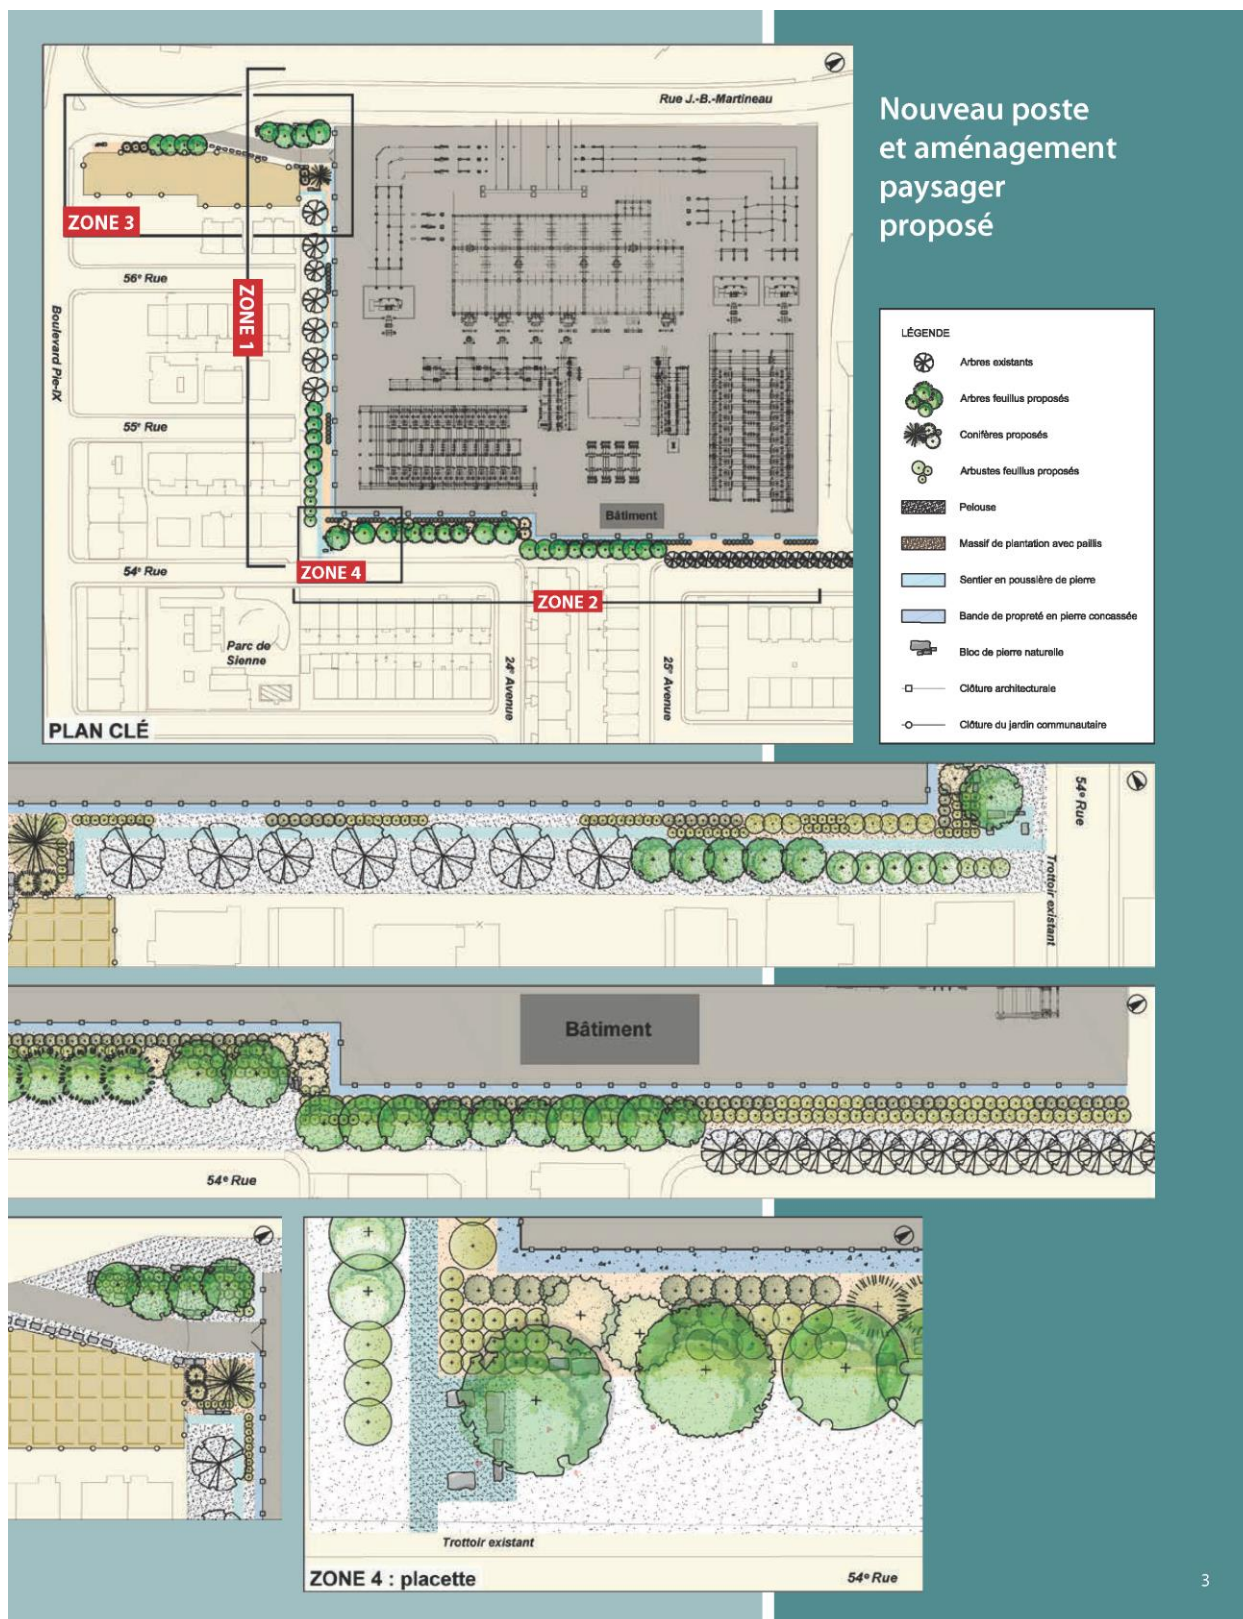 Rue J.-B.-Martineau
Nouveau poste
et aménagement
paysager
proposé
ZONE 3
56e Rue
ZONE 1
Boulevard Pie-IX
55e Rue
Bâtiment
54e Rue
ZONE 4
ZONE 2
Parc de
Sienne
24e Avenue
25e Avenue
PLAN CLÉ
LÉGENDE
Arbres existants
Arbres feuillus proposés
Conifères proposés
Arbustes feuillus proposés
Pelouse
Massif de plantation avec paillis
Sentier en poussière de pierre
Bande de propreté en pierre concassée
Bloc de pierre naturelle
Clôture architecturale
Clôture du jardin communautaire
54e Rue
Trottoir existant
Bâtiment
54e Rue
Trottoir existant
ZONE 4 : placette
54e Rue
3